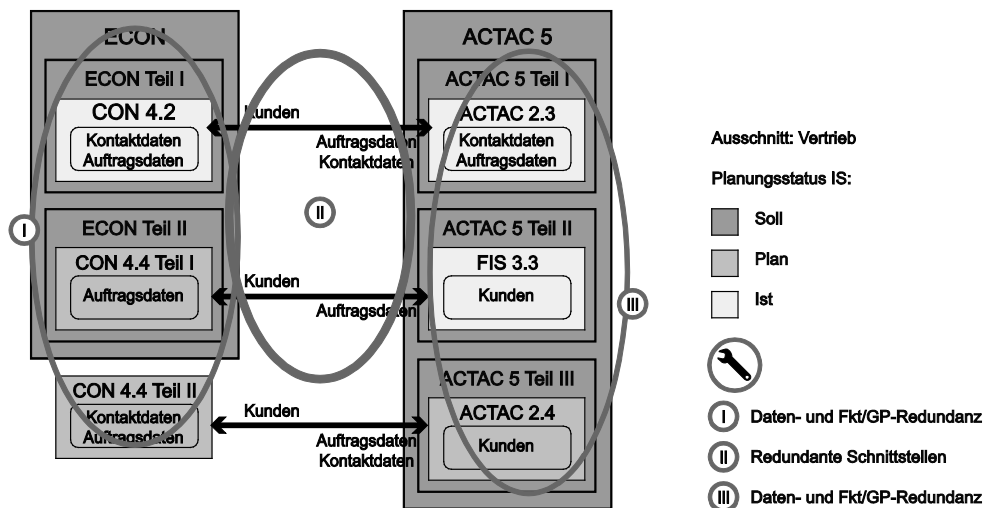 ECON
ECON Teil I
CON 4.2
Kontaktdaten
Auftragsdaten
ECON Teil II
CON 4.4 Teil I
Auftragsdaten
CON 4.4 Teil II
Kontaktdaten
Auftragsdaten
I
Kunden
Auftragsdaten
Kontaktdaten
II
Kunden
Auftragsdaten
Kunden
Auftragsdaten
Kontaktdaten
ACTAC 5
ACTAC 5 Teil I
ACTAC 2.3
Kontaktdaten
Auftragsdaten
ACTAC 5 Teil II
FIS 3.3
Kunden
ACTAC 5 Teil III
ACTAC 2.4
Kunden
III
Ausschnitt: Vertrieb
Planungsstatus IS:
Soll
Plan
Ist
I Daten- und Fkt/GP-Redundanz
II Redundante Schnittstellen
III Daten- und Fkt/GP-Redundanz